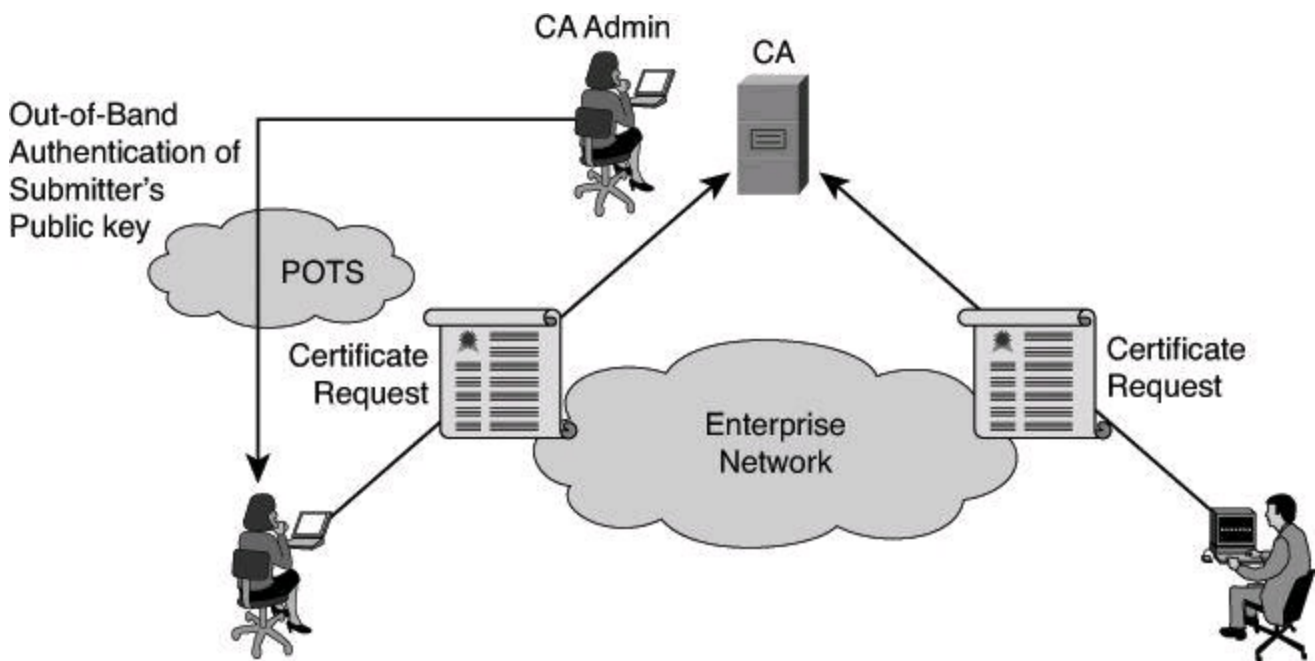 CA Admin
CA
Out-of-Band
Authentication of
Submitter's
Public key
POTS
Certificate
Request
Enterprise
Network
Certificate
Request